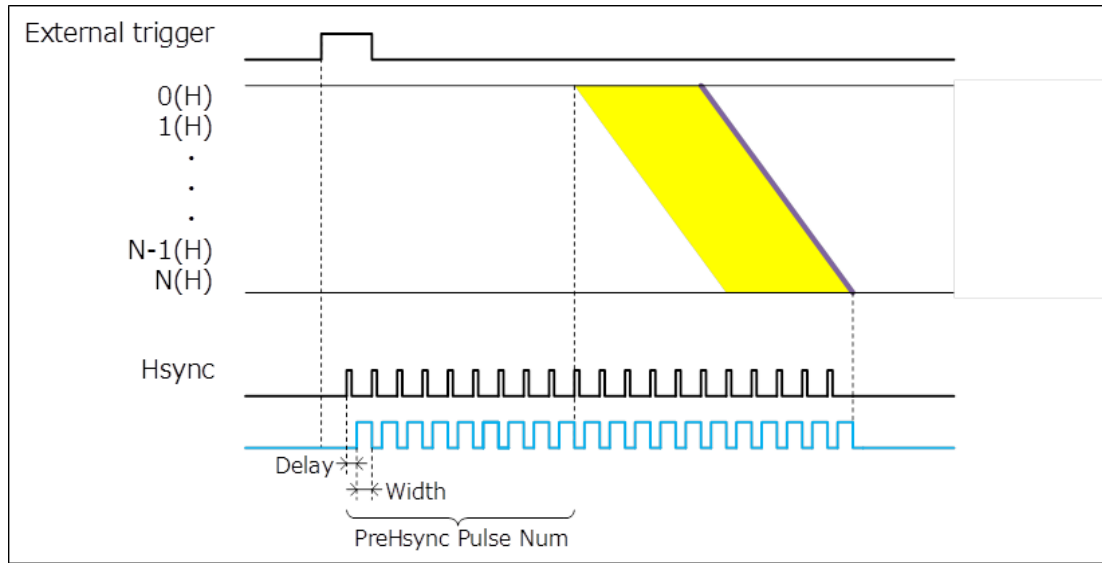 External trigger
0(H)
1(H)
.
.
.
N-1(H)
N(H)
Hsync
Delay
Width
PreHsync Pulse Num